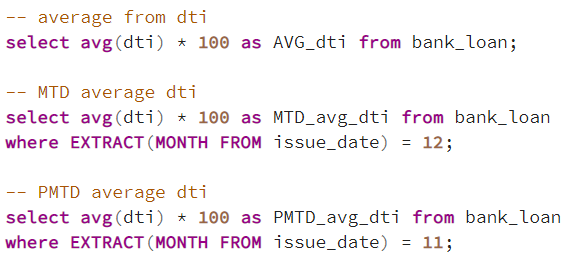 -- average from dti
select avg(dti) * 100 as AVG_dti from bank_loan;
-- MTD average dti
select avg(dti) * 100 as MTD_avg_dti from bank_loan
where EXTRACT(MONTH FROM issue_date) = 12;
-- PMTD average dti
select avg(dti) * 100 as PMTD_avg_dti from bank_loan
where EXTRACT(MONTH FROM issue_date) = 11;